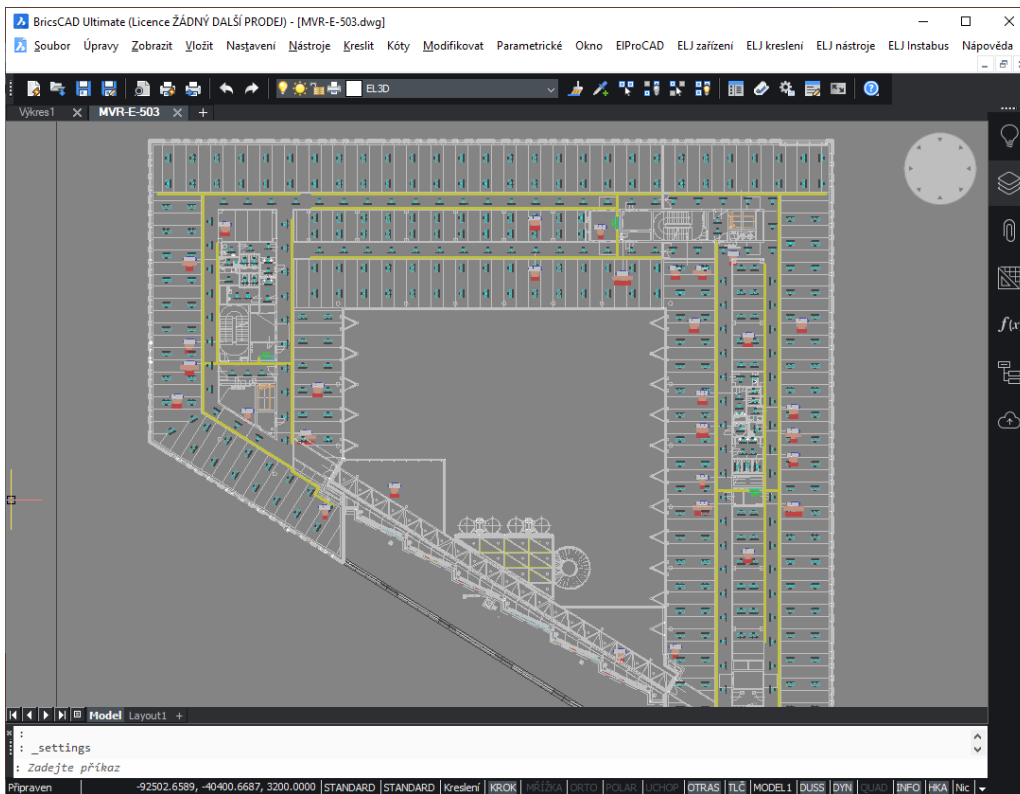 BricsCAD Ultimate (Licence ŽÁDNÝ DALŠÍ PRODEJ) - [MVR-E-503.dwg]
Soubor Úpravy Zobrazit Vložit Nastavení Nástroje Kreslit Kóty Modifikovat Parametrické Okno ElProCAD ELJ zařízení ELJ kreslení ELJ nástroje ELJ Instabus Nápověda
EL3D
Výkres1 MVR-E-503
Model Layout1
:
: _settings
: Zadejte příkaz
Připraven -92502.6589, -40400.6687, 3200.0000 STANDARD STANDARD Kreslení KROK MŘÍŽKA ORTO POLAR UCHOP OTRAS TLČ MODEL1 DUSS DYN QUAD INFO HKA Nic